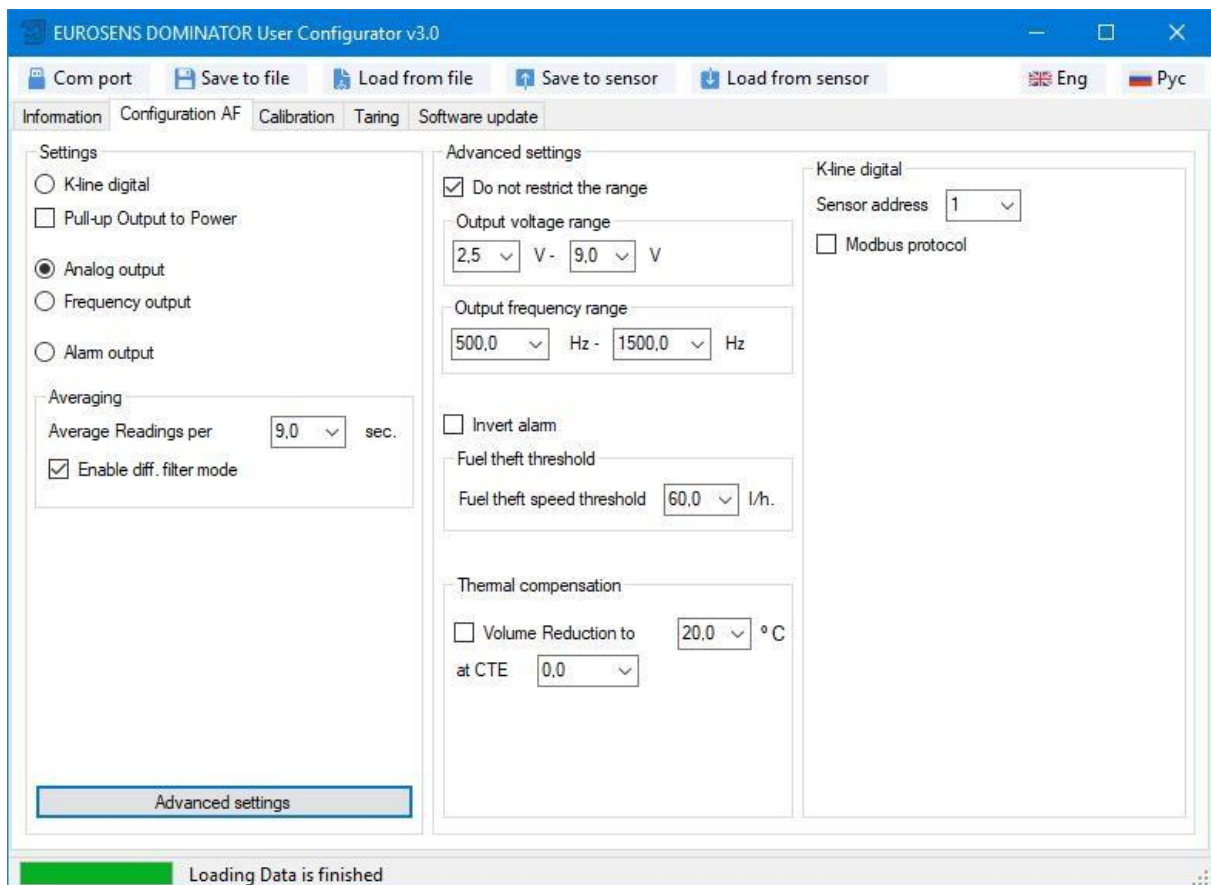 EUROSENS DOMINATOR User Configurator v3.0
Com port Save to file Load from file Save to sensor Load from sensor Eng Рус
Information Configuration AF Calibration Taring Software update
Settings
K-line digital
Pull-up Output to Power
Analog output
Frequency output
Alarm output
Averaging
Average Readings per 9,0 sec.
Enable diff. filter mode
Advanced settings
Advanced settings
Do not restrict the range
Output voltage range
2,5 V - 9,0 V
Output frequency range
500,0 Hz - 1500,0 Hz
Invert alarm
Fuel theft threshold
Fuel theft speed threshold 60,0 l/h.
Thermal compensation
Volume Reduction to 20,0 º C
at CTE 0,0
K-line digital
Sensor address 1
Modbus protocol
Loading Data is finished